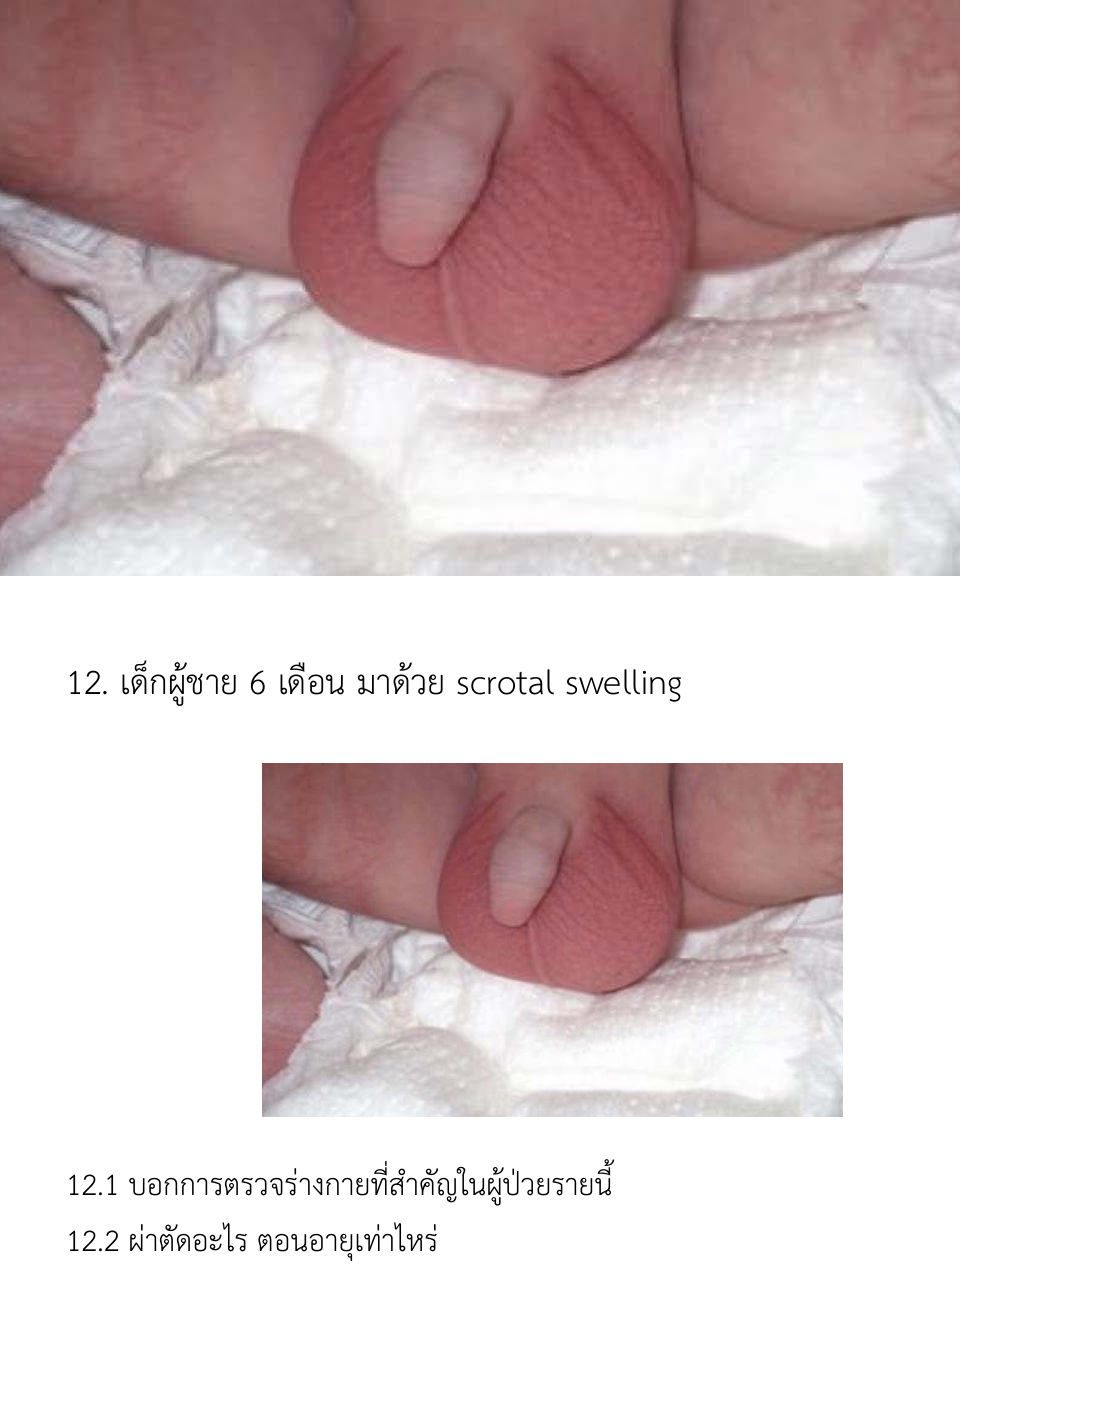 12. เด็กผู้ชาย 6 เดือน มาด้วย scrotal swelling
12.1 บอกการตรวจร่างกายที่สำคัญในผู้ป่วยรายนี้
12.2 ผ่าตัดอะไร ตอนอายุเท่าไหร่